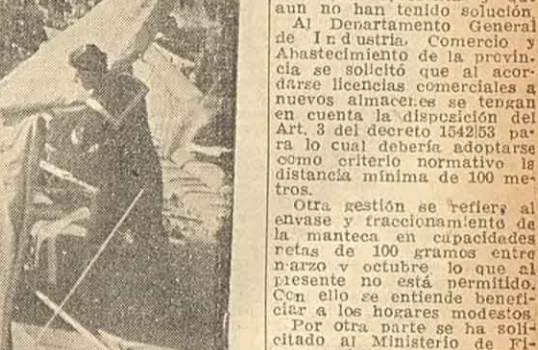 aun no han tenido solución.
Al Denartamento General
de Industria, Comercio y
Abastecimiento de la provin-
cia se solicitó que al acor-
darse licencias comerciales a
nuevos almacenes se tengan
en cuenta la disposición del
Art. 3 del decreto 1542|53 pa-
ra lo cual debería adoptarse
como criterio normativo la
distancia mínima de 100 me-
tros.
Otra gestión se refiere al
envase y fraccionamiento de
la manteca en capacidades
netas de 100 gramos entre
marzo y octubre lo que al
presente no está permitido.
Con ello se entiende benefi-
ciar a los hogares modestos
Por otra parte se ha soli-
citado al Ministerio de Fi-